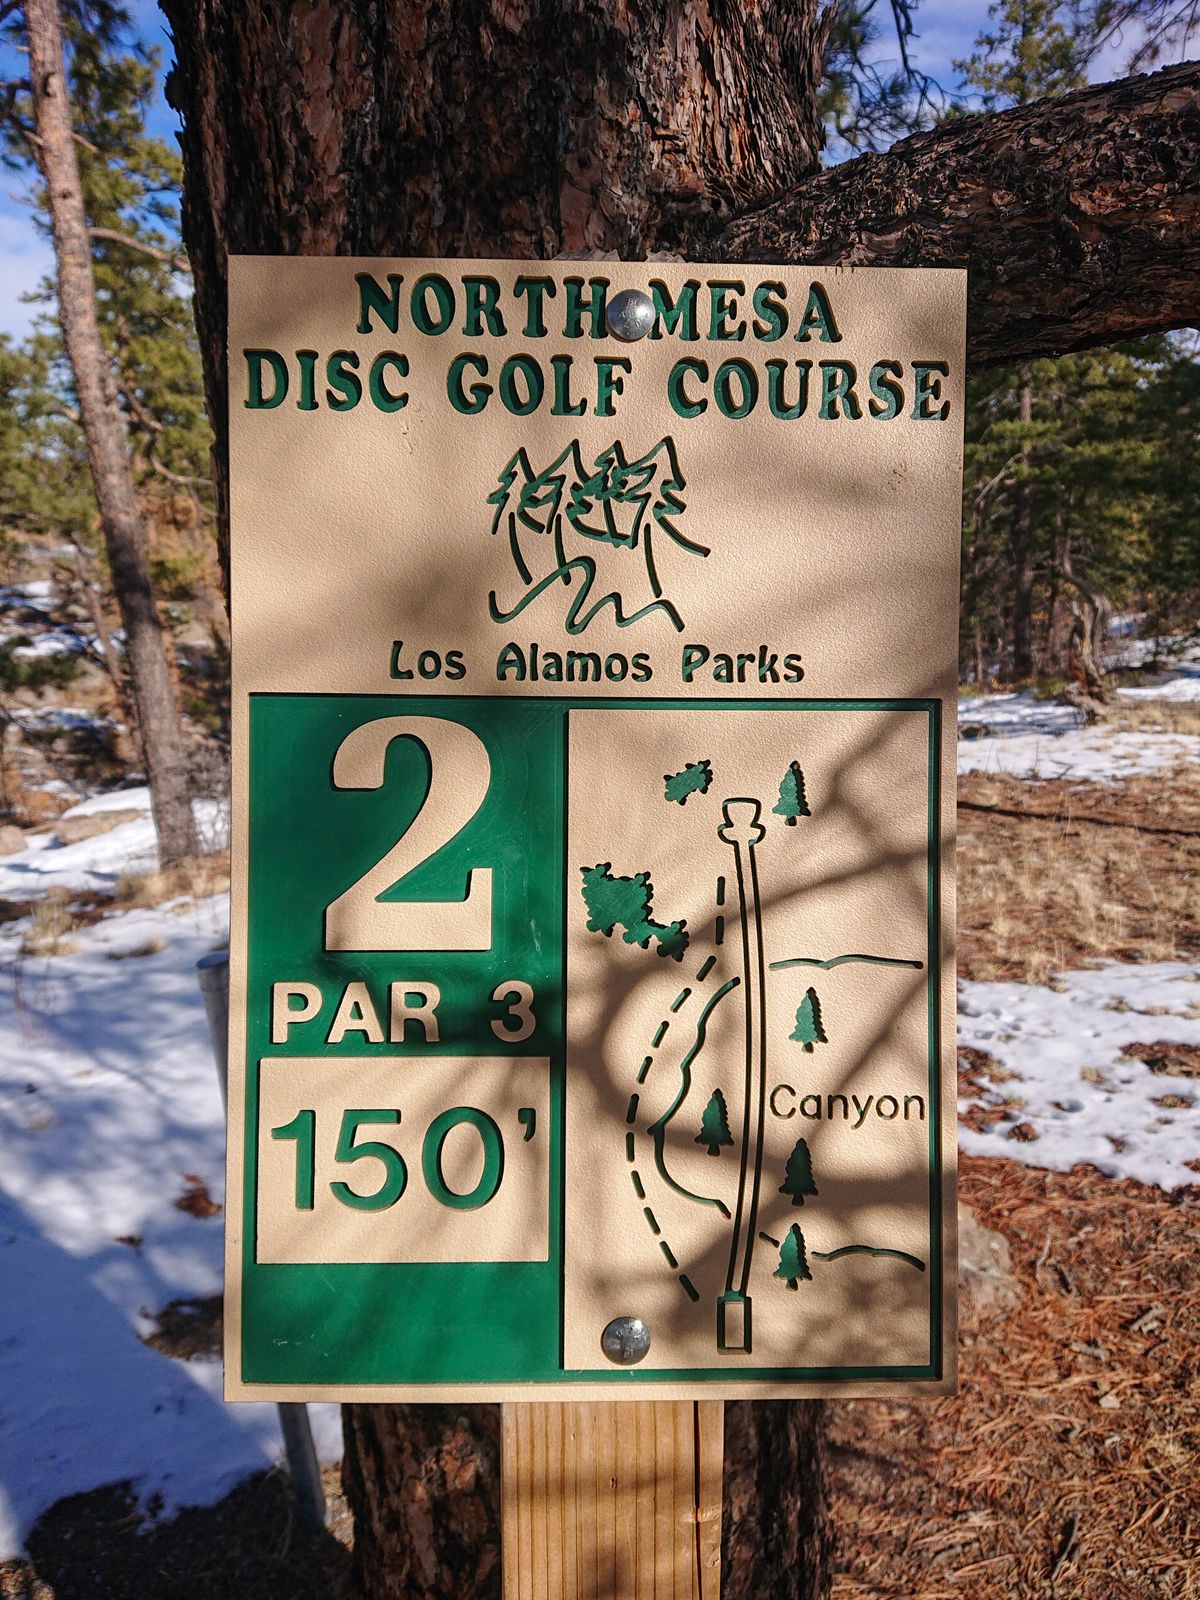 NORTH MESA
DISC GOLF COURSE
Los Alamos Parks
2
PAR 3
150'
Canyon